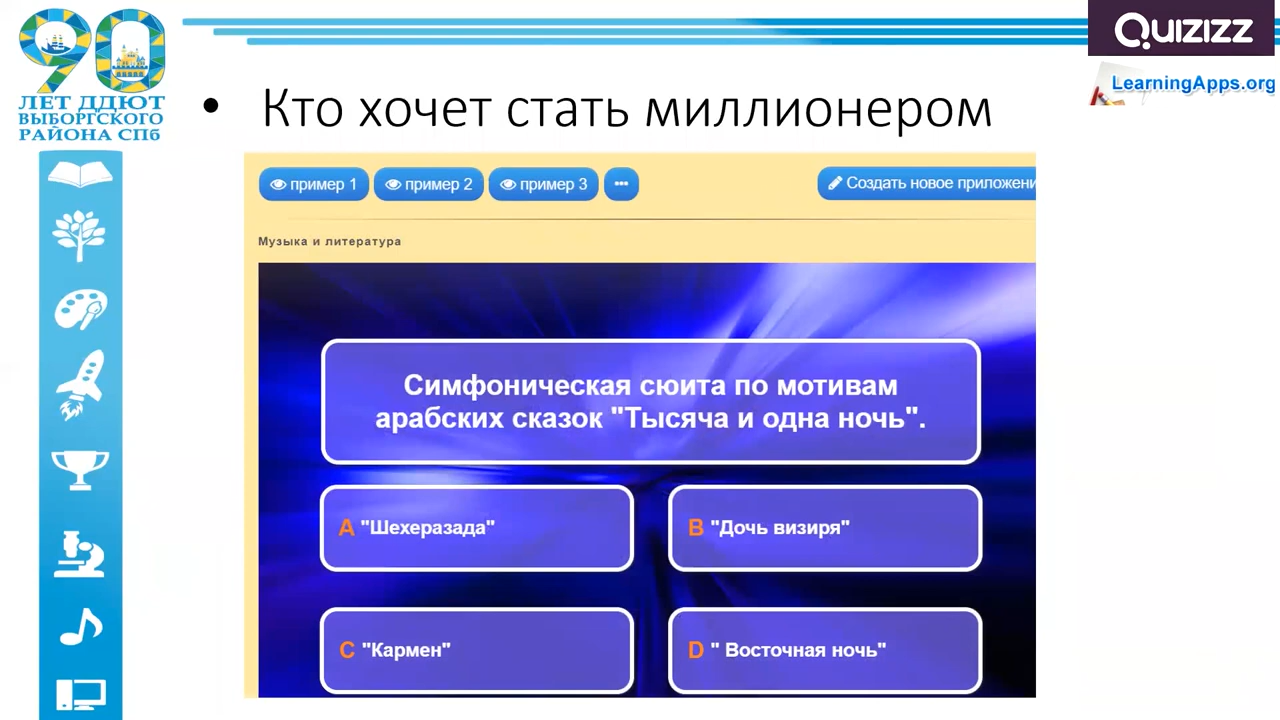 90
ЛЕТ ДДЮТ
ВЫБОРГСКОГО
РАЙОНА СПб
QUIZIZZ
LearningApps.org
• Кто хочет стать миллионером
пример 1 пример 2 пример 3 •••
Создать новое приложени
Музыка и литература
Симфоническая сюита по мотивам
арабских сказок "Тысяча и одна ночь".
A "Шехеразада"
B "Дочь визиря"
C "Кармен"
D " Восточная ночь"